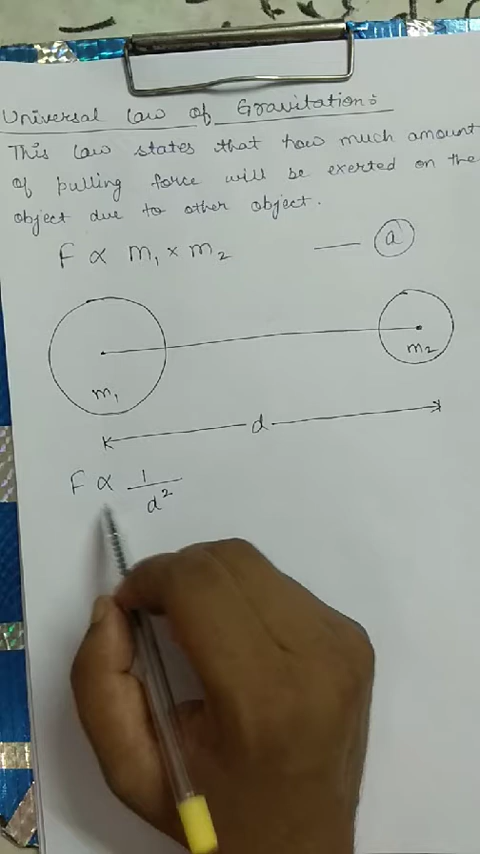 Universal Law of Gravitation:
This Law states that how much amount
of pulling force will be exerted on the
object due to other object.
F ∝ m₁ × m₂ — (a)
m₁ m₂
d
F ∝ 1/d²